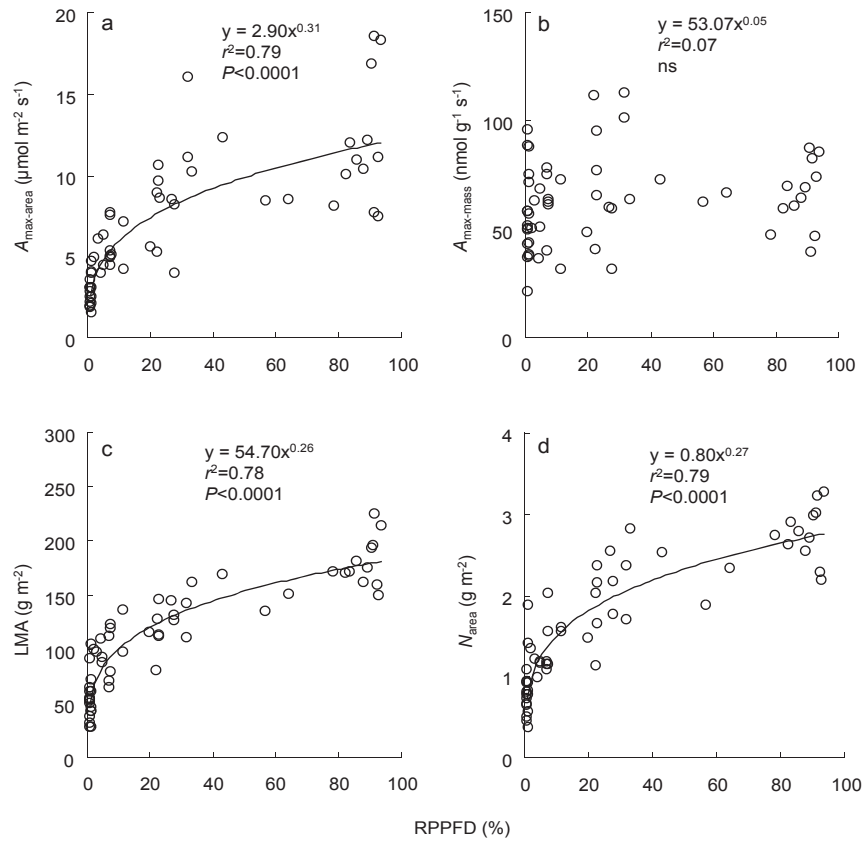 a
y = 2.90x^0.31
r²=0.79
P<0.0001
A_max-area (μmol m⁻² s⁻¹)
20
15
10
5
0
0 20 40 60 80 100
b
y = 53.07x^0.05
r²=0.07
ns
A_max-mass (nmol g⁻¹ s⁻¹)
150
100
50
0
0 20 40 60 80 100
c
y = 54.70x^0.26
r²=0.78
P<0.0001
LMA (g m⁻²)
300
250
200
150
100
50
0
0 20 40 60 80 100
d
y = 0.80x^0.27
r²=0.79
P<0.0001
N_area (g m⁻²)
4
3
2
1
0
0 20 40 60 80 100
RPPFD (%)